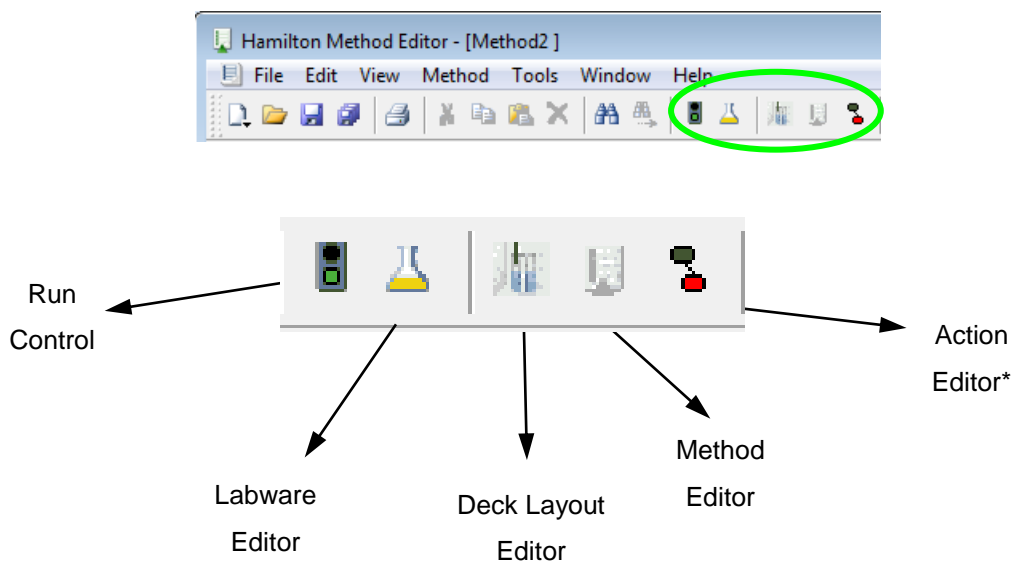 Hamilton Method Editor - [Method2 ]
File Edit View Method Tools Window Help
Run
Control
Action
Editor*
Method
Editor
Labware
Editor
Deck Layout
Editor